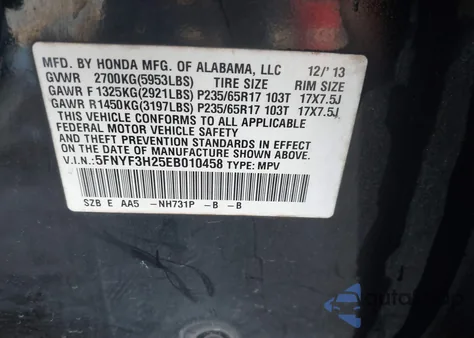 MFD. BY HONDA MFG. OF ALABAMA, LLC 12/'13
GVWR 2700KG(5953LBS) TIRE SIZE RIM SIZE
GAWR F 1325KG(2921LBS) P235/65R17 103T 17X7.5J
GAWR R1450KG(3197LBS) P235/65R17 103T 17X7.5J
THIS VEHICLE CONFORMS TO ALL APPLICABLE
FEDERAL MOTOR VEHICLE SAFETY BUMPER
AND THEFT PREVENTION STANDARDS IN EFFECT
ON THE DATE OF MANUFACTURE SHOWN ABOVE.
V.I.N.:5FNYF3H25EB010458 TYPE: MPV
SZB E AA5 -NH731P -B -B